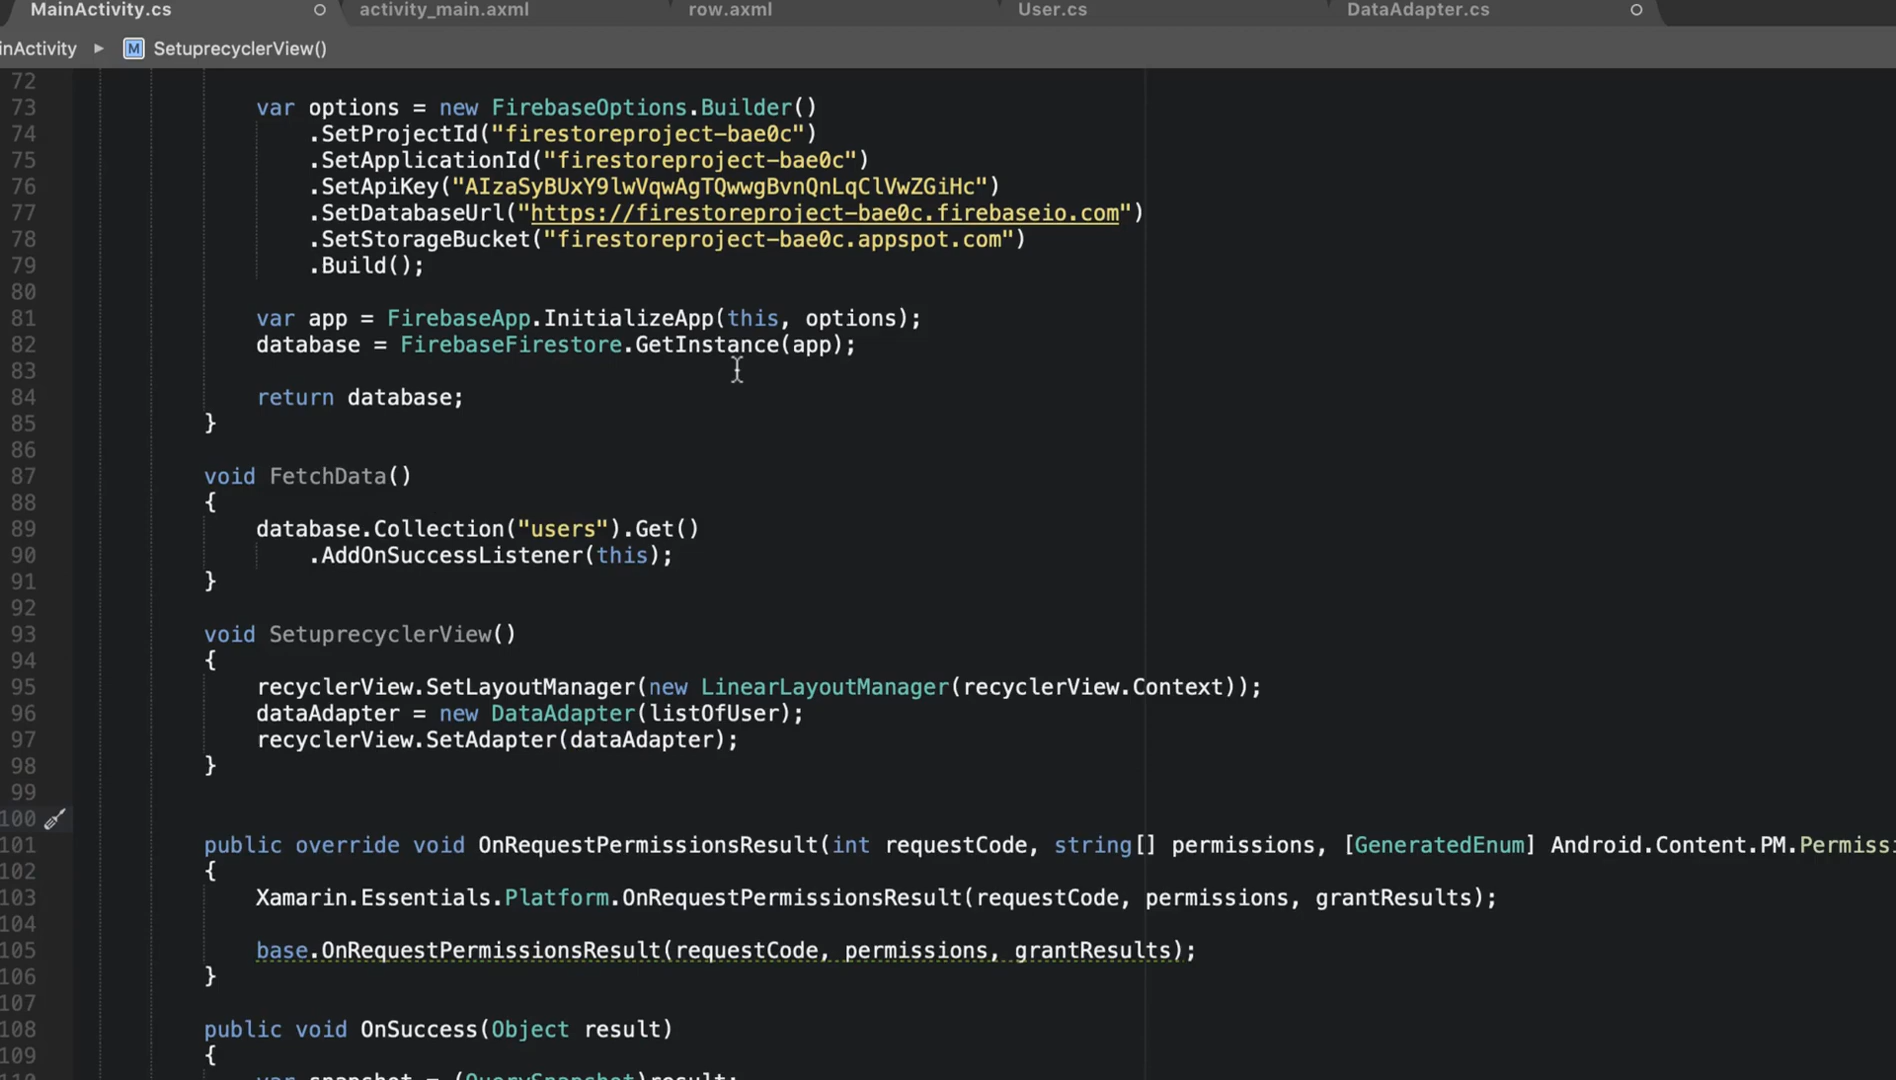 MainActivity.cs activity_main.axml row.axml User.cs DataAdapter.cs
inActivity ▸ M SetuprecyclerView()
72
73 var options = new FirebaseOptions.Builder()
74 .SetProjectId("firestoreproject-bae0c")
75 .SetApplicationId("firestoreproject-bae0c")
76 .SetApiKey("AIzaSyBUxY9lwVqwAgTQwwgBvnQnLqClVwZGiHc")
77 .SetDatabaseUrl("https://firestoreproject-bae0c.firebaseio.com")
78 .SetStorageBucket("firestoreproject-bae0c.appspot.com")
79 .Build();
80
81 var app = FirebaseApp.InitializeApp(this, options);
82 database = FirebaseFirestore.GetInstance(app);
83
84 return database;
85 }
86
87 void FetchData()
88 {
89 database.Collection("users").Get()
90 .AddOnSuccessListener(this);
91 }
92
93 void SetuprecyclerView()
94 {
95 recyclerView.SetLayoutManager(new LinearLayoutManager(recyclerView.Context));
96 dataAdapter = new DataAdapter(listOfUser);
97 recyclerView.SetAdapter(dataAdapter);
98 }
99
100
101 public override void OnRequestPermissionsResult(int requestCode, string[] permissions, [GeneratedEnum] Android.Content.PM.Permissi
102 {
103 Xamarin.Essentials.Platform.OnRequestPermissionsResult(requestCode, permissions, grantResults);
104
105 base.OnRequestPermissionsResult(requestCode, permissions, grantResults);
106 }
107
108 public void OnSuccess(Object result)
109 {
110 var snapshot = (QuerySnapshot)result;